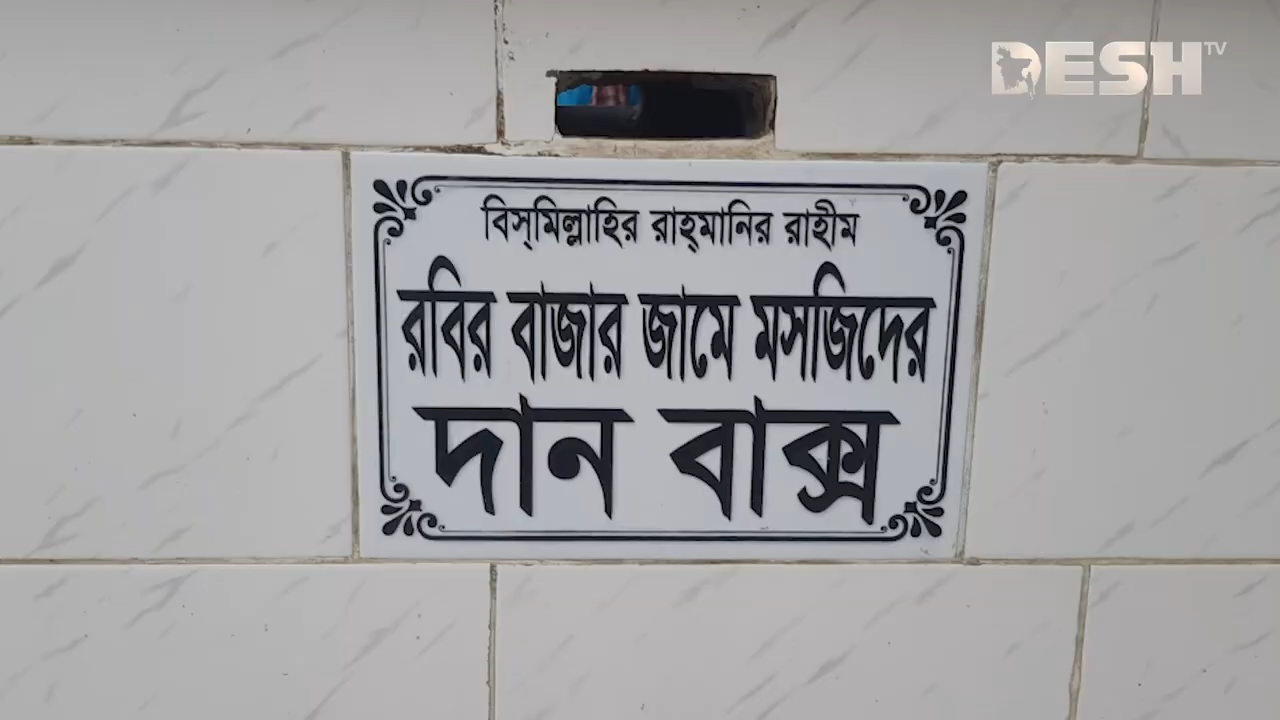 DESH TV
বিস্‌মিল্লাহির রাহ্‌মানির রাহীম
রবির বাজার জামে মসজিদের
দান বাক্স